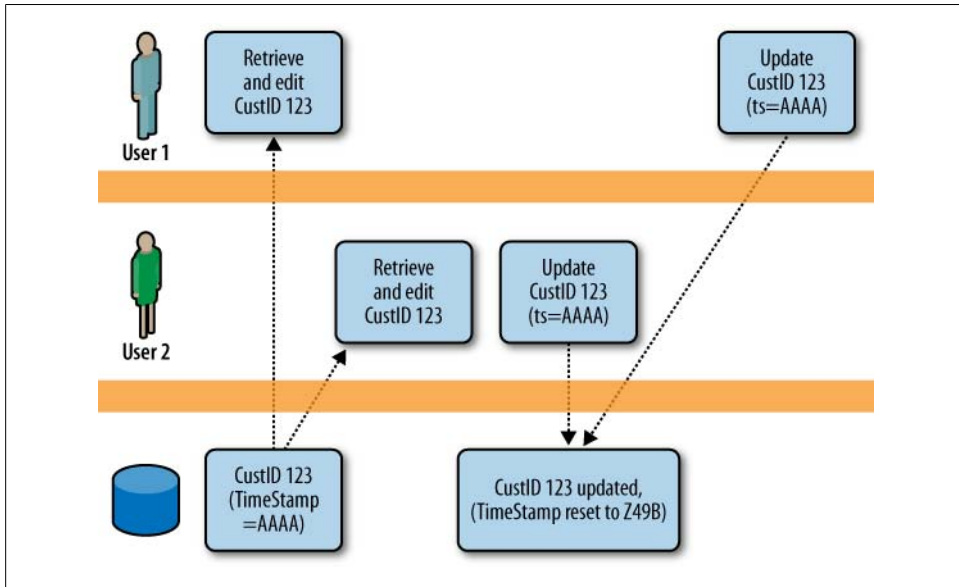 Retrieve
and edit
CustID 123
Update
CustID 123
(ts=AAAA)
User 1
Retrieve
and edit
CustID 123
Update
CustID 123
(ts=AAAA)
User 2
CustID 123
(TimeStamp
=AAAA)
CustID 123 updated,
(TimeStamp reset to Z49B)